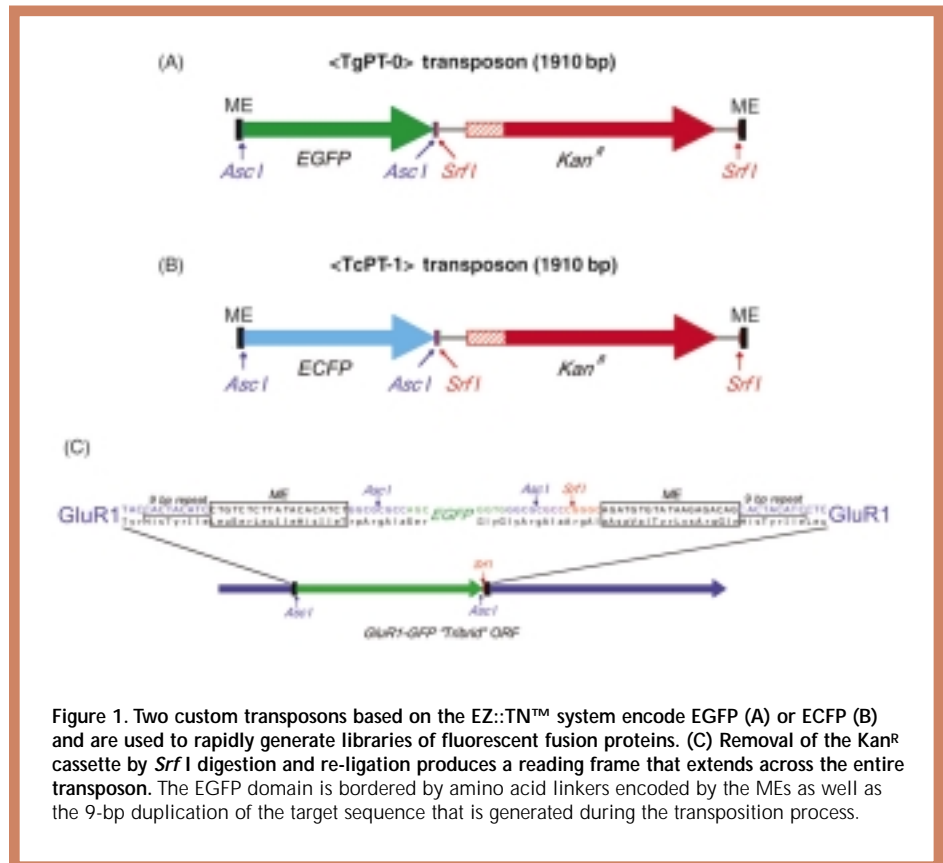 (A)
<TgPT-0> transposon (1910 bp)
ME
ME
EGFP
Kan R
Asc I
Asc I
Srf I
Srf I
(B)
<TcPT-1> transposon (1910 bp)
ME
ME
ECFP
Kan R
Asc I
Asc I
Srf I
Srf I
(C)
9 bp repeat
ME
Asc I
Asc I
Srf I
ME
9 bp repeat
GluR1
EGFP
GluR1
Srf I
Asc I
Asc I
GluR1-GFP "Tribrid" ORF
Figure 1. Two custom transposons based on the EZ::TN™ system encode EGFP (A) or ECFP (B)
and are used to rapidly generate libraries of fluorescent fusion proteins. (C) Removal of the KanR
cassette by Srf I digestion and re-ligation produces a reading frame that extends across the entire
transposon. The EGFP domain is bordered by amino acid linkers encoded by the MEs as well as
the 9-bp duplication of the target sequence that is generated during the transposition process.